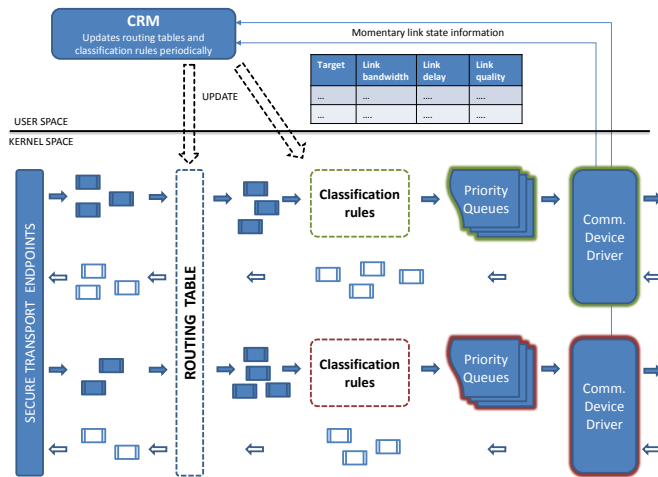 CRM
Updates routing tables and
classification rules periodically
Momentary link state information
Target
Link
bandwidth
Link
delay
Link
quality
...
...
....
....
...
....
....
....
UPDATE
USER SPACE
KERNEL SPACE
SECURE TRANSPORT ENDPOINTS
ROUTING TABLE
Classification
rules
Priority
Queues
Comm.
Device
Driver
Classification
rules
Priority
Queues
Comm.
Device
Driver